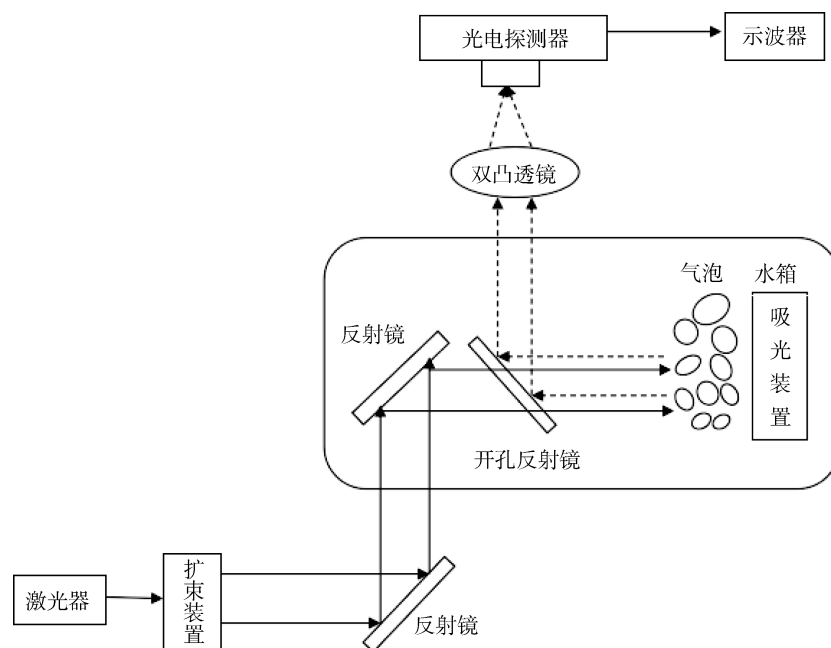 光电探测器
示波器
双凸透镜
气泡
水箱
反射镜
吸光装置
开孔反射镜
激光器
扩束装置
反射镜